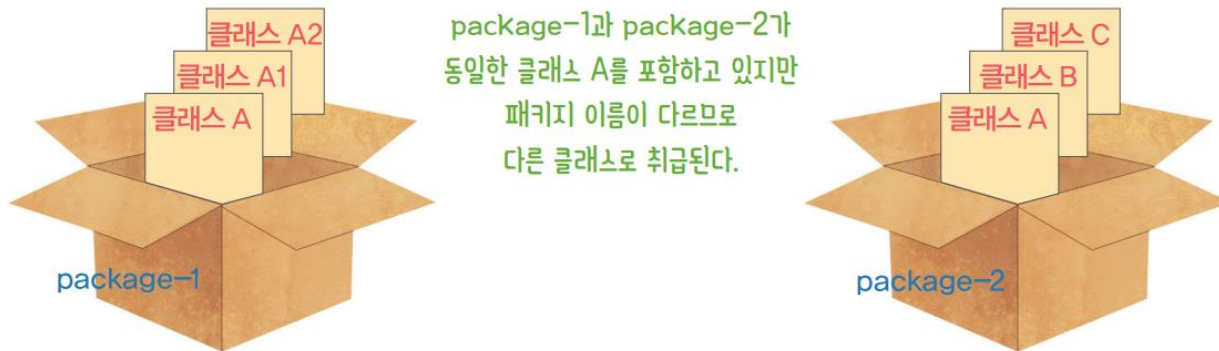 클래스 A2
클래스 A1
클래스 A
package-1
package-1과 package-2가
동일한 클래스 A를 포함하고 있지만
패키지 이름이 다르므로
다른 클래스로 취급된다.
클래스 C
클래스 B
클래스 A
package-2